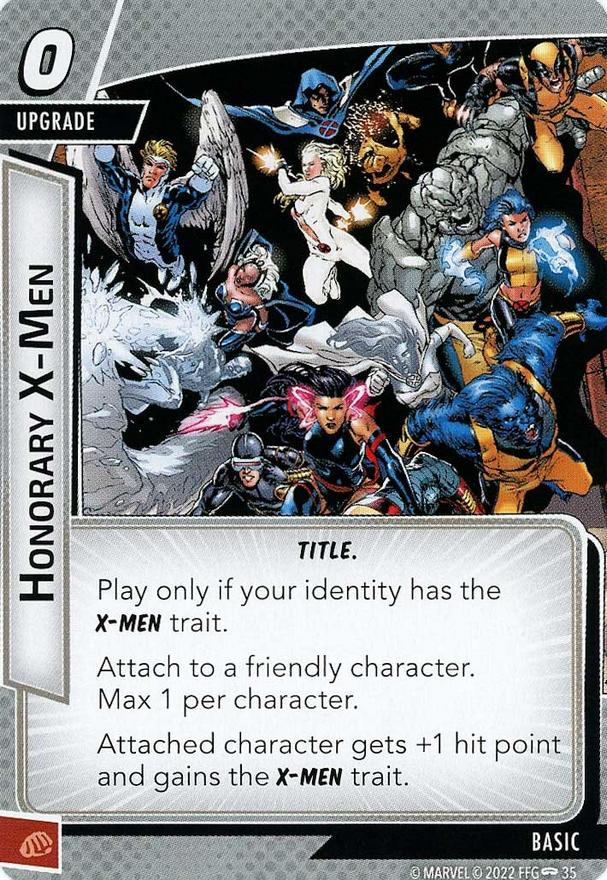 0
UPGRADE
HONORARY X-MEN
TITLE.
Play only if your identity has the
X-MEN trait.
Attach to a friendly character.
Max 1 per character.
Attached character gets +1 hit point
and gains the X-MEN trait.
BASIC
© MARVEL © 2022 FFG 35